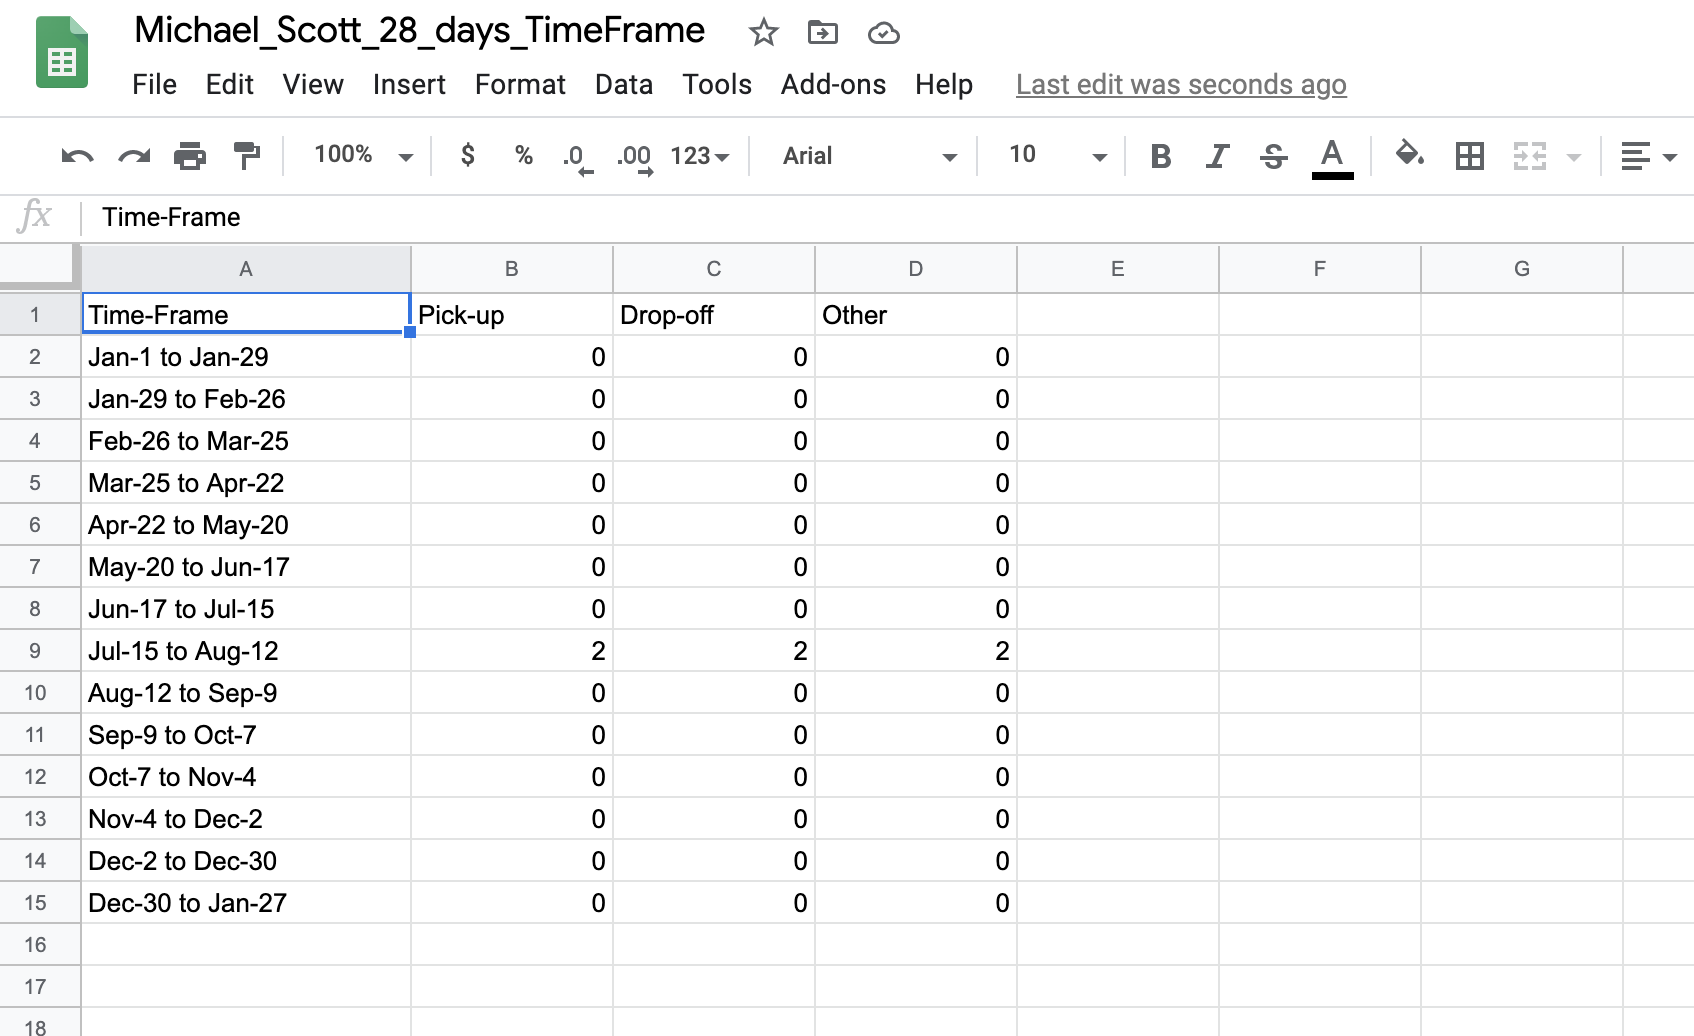 Michael_Scott_28_days_TimeFrame
File Edit View Insert Format Data Tools Add-ons Help Last edit was seconds ago
100% $ % .0 .00 123 Arial 10 B I S A
fx Time-Frame
A B C D E F G
1 Time-Frame Pick-up Drop-off Other
2 Jan-1 to Jan-29 0 0 0
3 Jan-29 to Feb-26 0 0 0
4 Feb-26 to Mar-25 0 0 0
5 Mar-25 to Apr-22 0 0 0
6 Apr-22 to May-20 0 0 0
7 May-20 to Jun-17 0 0 0
8 Jun-17 to Jul-15 0 0 0
9 Jul-15 to Aug-12 2 2 2
10 Aug-12 to Sep-9 0 0 0
11 Sep-9 to Oct-7 0 0 0
12 Oct-7 to Nov-4 0 0 0
13 Nov-4 to Dec-2 0 0 0
14 Dec-2 to Dec-30 0 0 0
15 Dec-30 to Jan-27 0 0 0
16
17
18